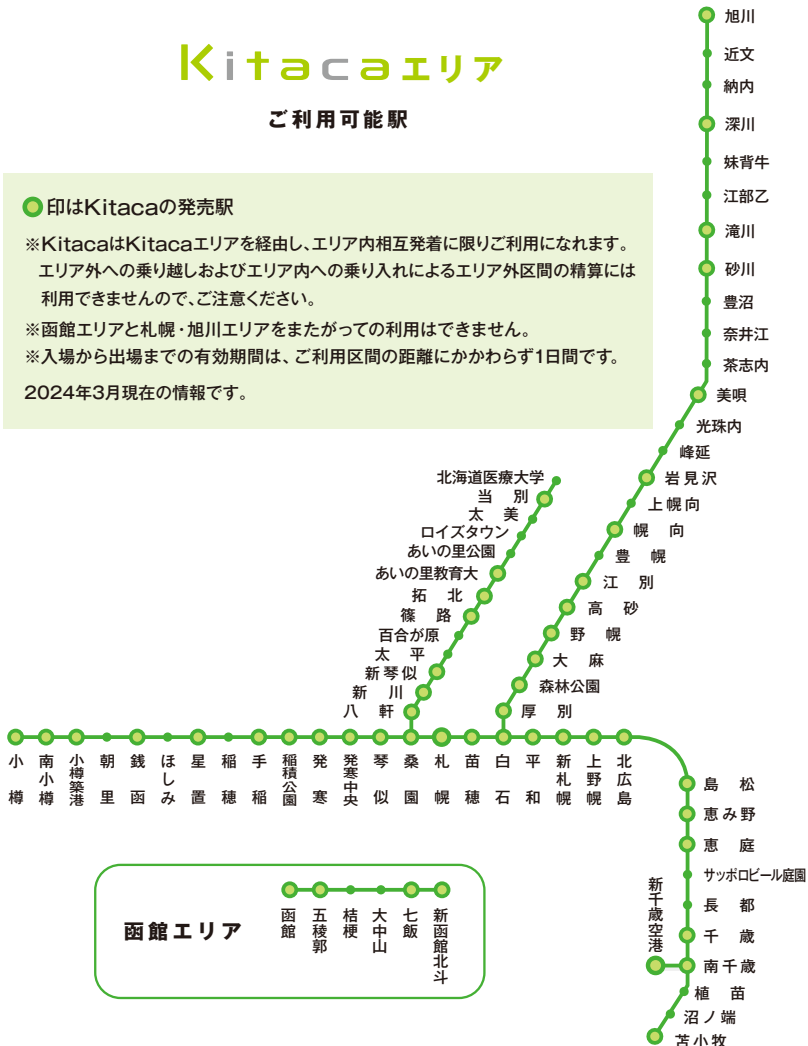 Kitacaエリア
ご利用可能駅
印はKitacaの発売駅
※KitacaはKitacaエリアを経由し、エリア内相互発着に限りご利用になれます。
エリア外への乗り越しおよびエリア内への乗り入れによるエリア外区間の精算には
利用できませんので、ご注意ください。
※函館エリアと札幌・旭川エリアをまたがっての利用はできません。
※入場から出場までの有効期間は、ご利用区間の距離にかかわらず1日間です。
2024年3月現在の情報です。
旭川
近文
納内
深川
妹背牛
江部乙
滝川
砂川
豊沼
奈井江
茶志内
美唄
光珠内
峰延
岩見沢
上幌向
幌向
豊幌
江別
高砂
野幌
大麻
森林公園
厚別
北海道医療大学
当別
太美
ロイズタウン
あいの里公園
あいの里教育大
拓北
篠路
百合が原
太平
新琴似
新川
八軒
小樽
南小樽
小樽築港
朝里
銭函
ほしみ
星置
稲穂
手稲
稲積公園
発寒
発寒中央
琴似
桑園
札幌
苗穂
白石
平和
新札幌
上野幌
北広島
島松
恵み野
恵庭
サッポロビール庭園
長都
千歳
南千歳
新千歳空港
植苗
沼ノ端
苫小牧
函館エリア
函館
五稜郭
桔梗
大中山
七飯
新函館北斗